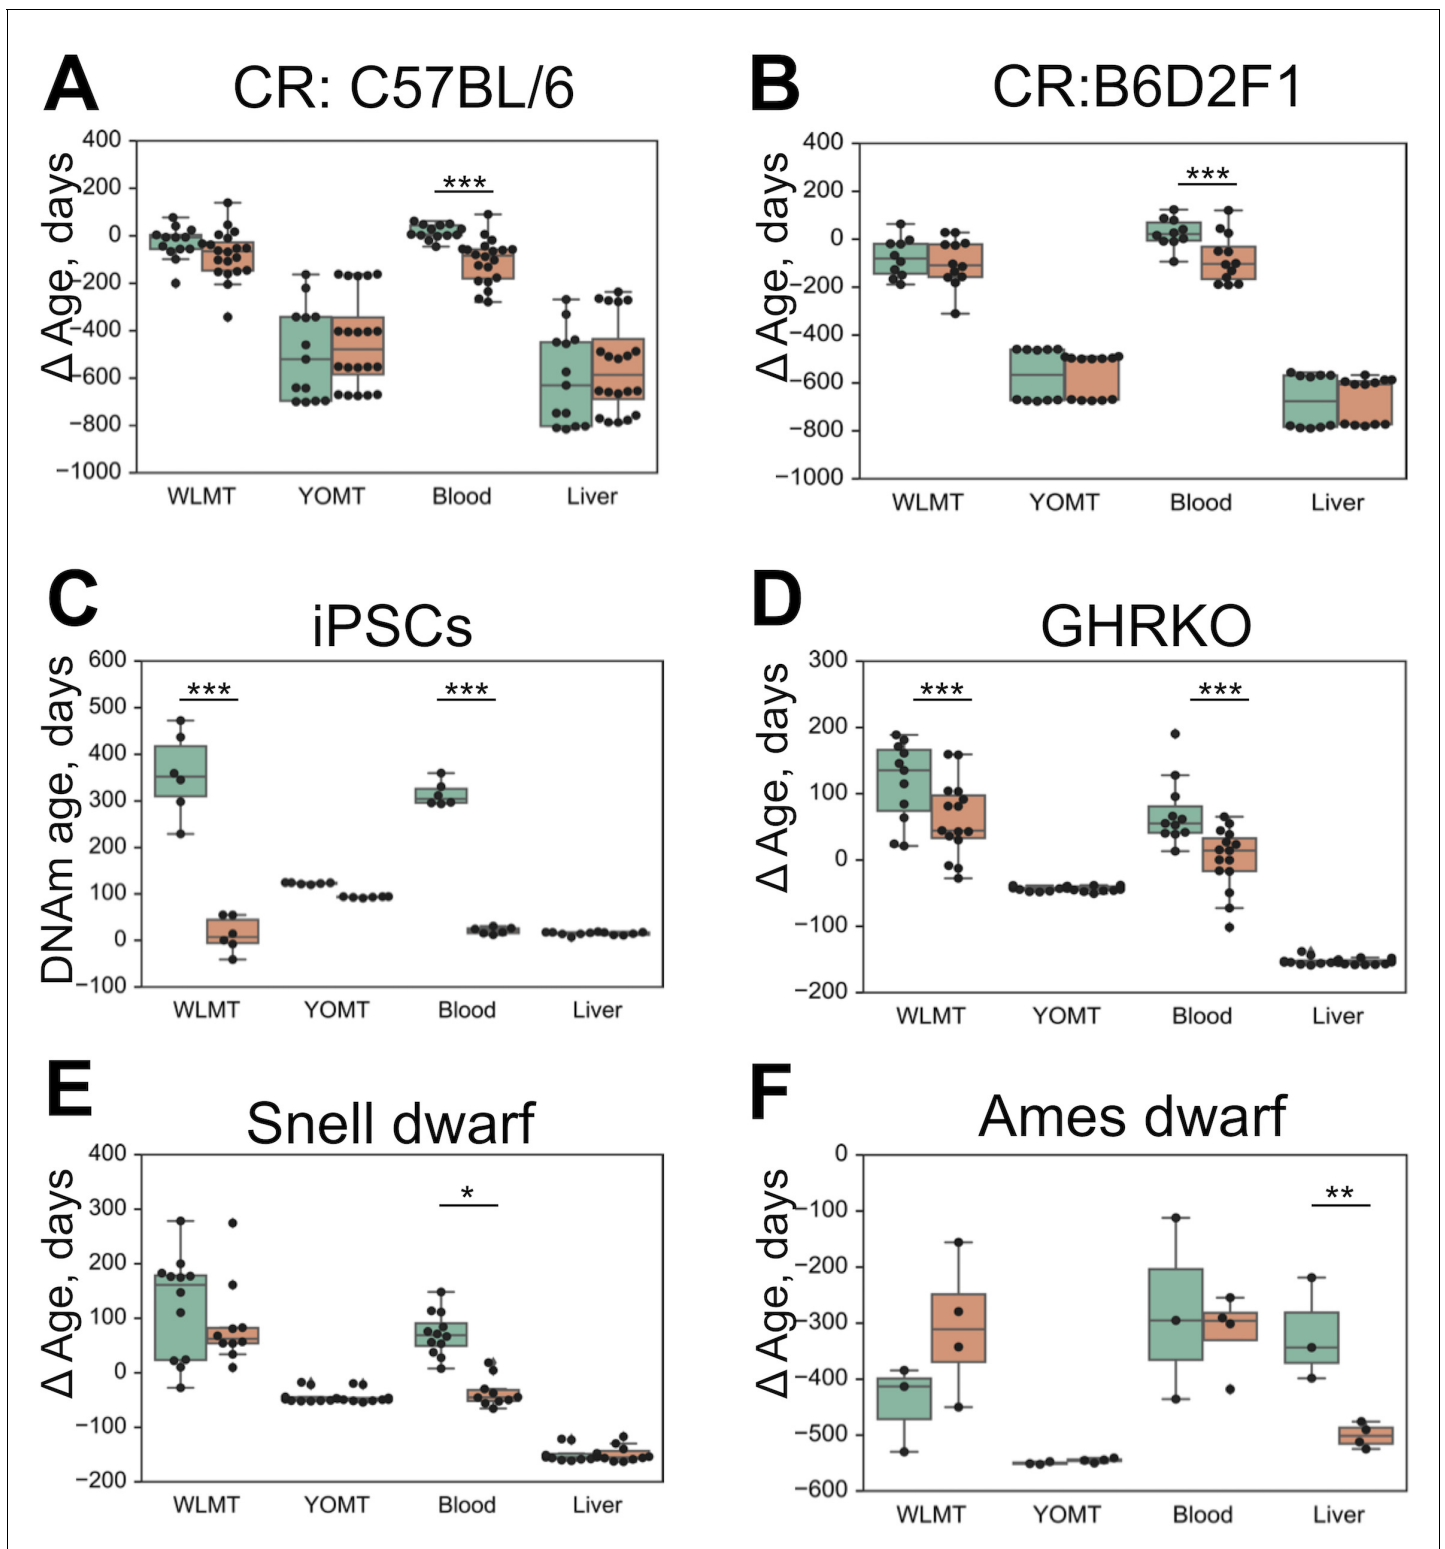 A
CR: C57BL/6
Δ Age, days
400
200
0
−200
−400
−600
−800
−1000
***
WLMT YOMT Blood Liver
B
CR:B6D2F1
Δ Age, days
400
200
0
−200
−400
−600
−800
−1000
***
WLMT YOMT Blood Liver
C
iPSCs
DNAm age, days
600
500
400
300
200
100
0
−100
*** ***
WLMT YOMT Blood Liver
D
GHRKO
Δ Age, days
300
200
100
0
−100
−200
*** ***
WLMT YOMT Blood Liver
E
Snell dwarf
Δ Age, days
400
300
200
100
0
−100
−200
*
WLMT YOMT Blood Liver
F
Ames dwarf
Δ Age, days
0
−100
−200
−300
−400
−500
−600
**
WLMT YOMT Blood Liver